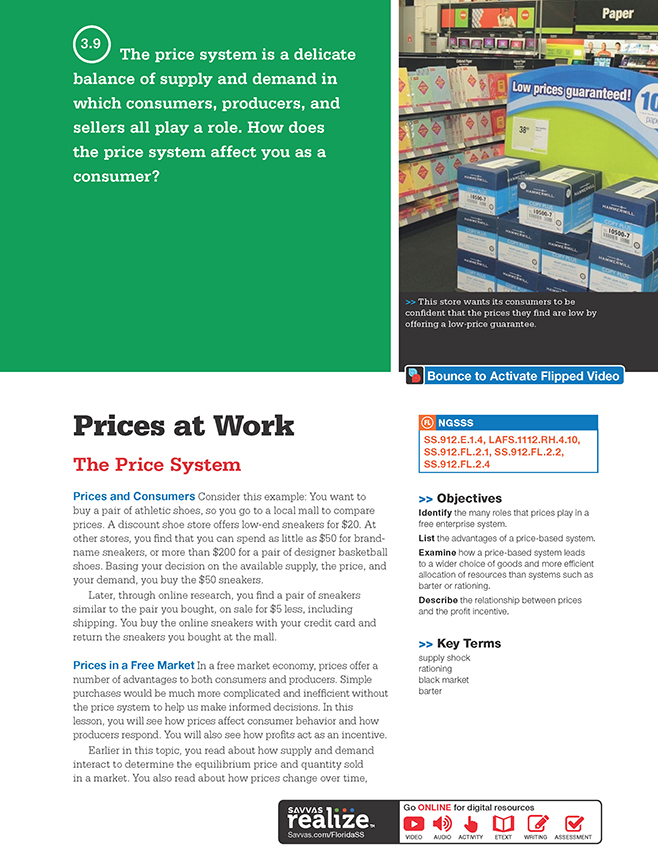 3.9
The price system is a delicate
balance of supply and demand in
which consumers, producers, and
sellers all play a role. How does
the price system affect you as a
consumer?
Paper
Low prices guaranteed!
10
38
HAMMERMILL
10500-7
10500-7
10500-7
HAMMERMILL
>> This store wants its consumers to be
confident that the prices they find are low by
offering a low-price guarantee.
Bounce to Activate Flipped Video
Prices at Work
The Price System
Prices and Consumers Consider this example: You want to
buy a pair of athletic shoes, so you go to a local mall to compare
prices. A discount shoe store offers low-end sneakers for $20. At
other stores, you find that you can spend as little as $50 for brand-
name sneakers, or more than $200 for a pair of designer basketball
shoes. Basing your decision on the available supply, the price, and
your demand, you buy the $50 sneakers.
Later, through online research, you find a pair of sneakers
similar to the pair you bought, on sale for $5 less, including
shipping. You buy the online sneakers with your credit card and
return the sneakers you bought at the mall.
Prices in a Free Market In a free market economy, prices offer a
number of advantages to both consumers and producers. Simple
purchases would be much more complicated and inefficient without
the price system to help us make informed decisions. In this
lesson, you will see how prices affect consumer behavior and how
producers respond. You will also see how profits act as an incentive.
Earlier in this topic, you read about how supply and demand
interact to determine the equilibrium price and quantity sold
in a market. You also read about how prices change over time,
FL NGSSS
SS.912.E.1.4, LAFS.1112.RH.4.10,
SS.912.FL.2.1, SS.912.FL.2.2,
SS.912.FL.2.4
>> Objectives
Identify the many roles that prices play in a
free enterprise system.
List the advantages of a price-based system.
Examine how a price-based system leads
to a wider choice of goods and more efficient
allocation of resources than systems such as
barter or rationing.
Describe the relationship between prices
and the profit incentive.
>> Key Terms
supply shock
rationing
black market
barter
SAVVAS
realize™
Savvas.com/FloridaSS
Go ONLINE for digital resources
VIDEO AUDIO ACTIVITY ETEXT WRITING ASSESSMENT